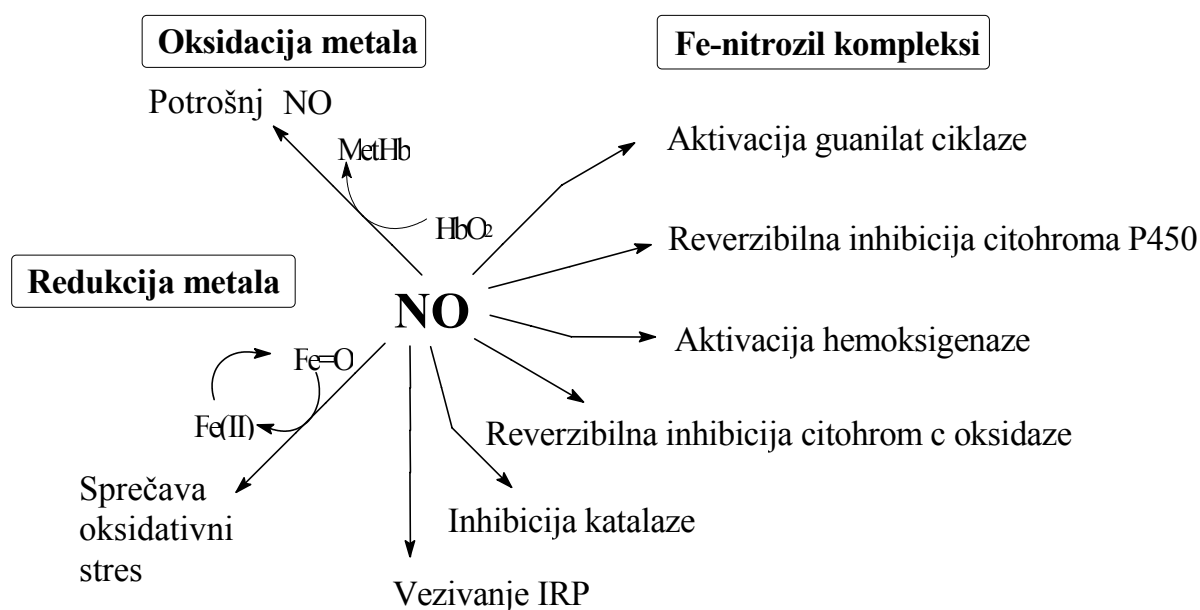 Oksidacija metala
Fe-nitrozil kompleksi
Potrošnj NO
MetHb
HbO2
Aktivacija guanilat ciklaze
Reverzibilna inhibicija citohroma P450
Redukcija metala
NO
Aktivacija hemoksigenaze
Fe=O
Fe(II)
Reverzibilna inhibicija citohrom c oksidaze
Sprečava
oksidativni
stres
Inhibicija katalaze
Vezivanje IRP